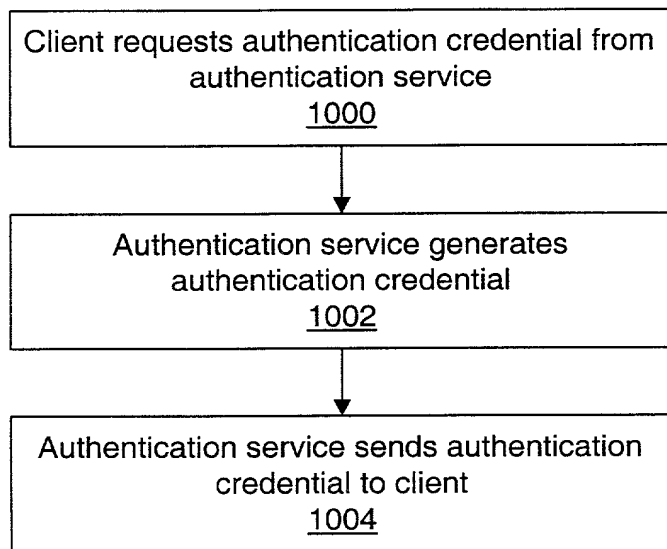 Client requests authentication credential from
authentication service
1000
Authentication service generates
authentication credential
1002
Authentication service sends authentication
credential to client
1004